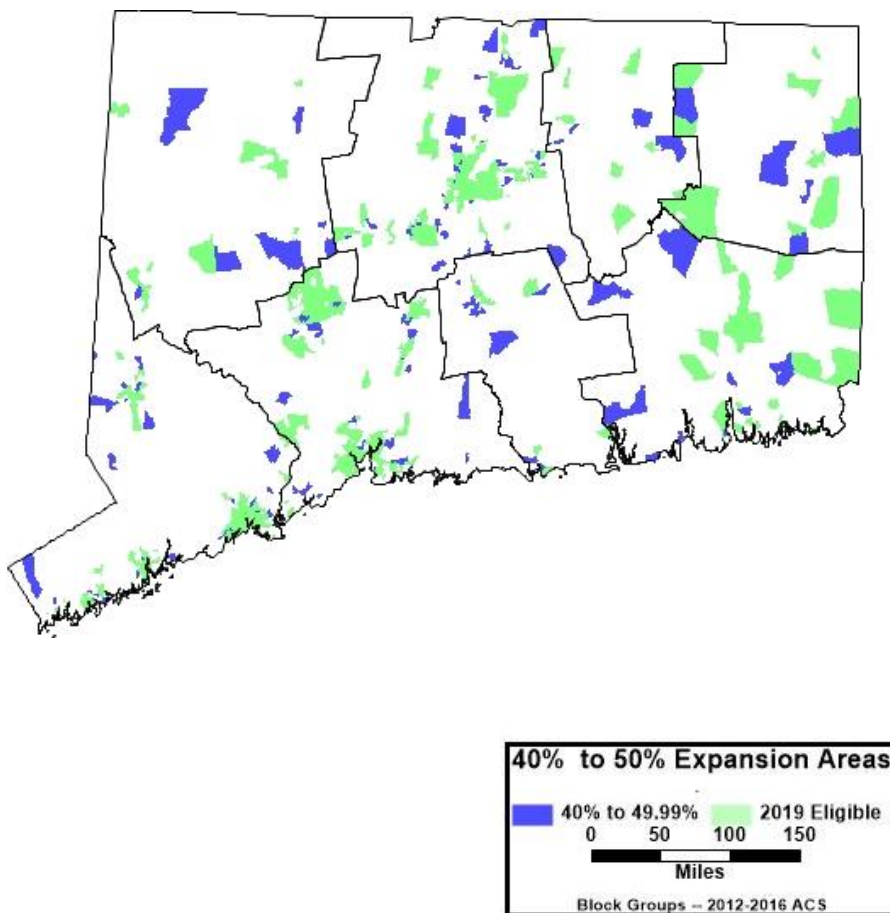 40% to 50% Expansion Areas
40% to 49.99% 2019 Eligible
0 50 100 150
Miles
Block Groups -- 2012-2016 ACS